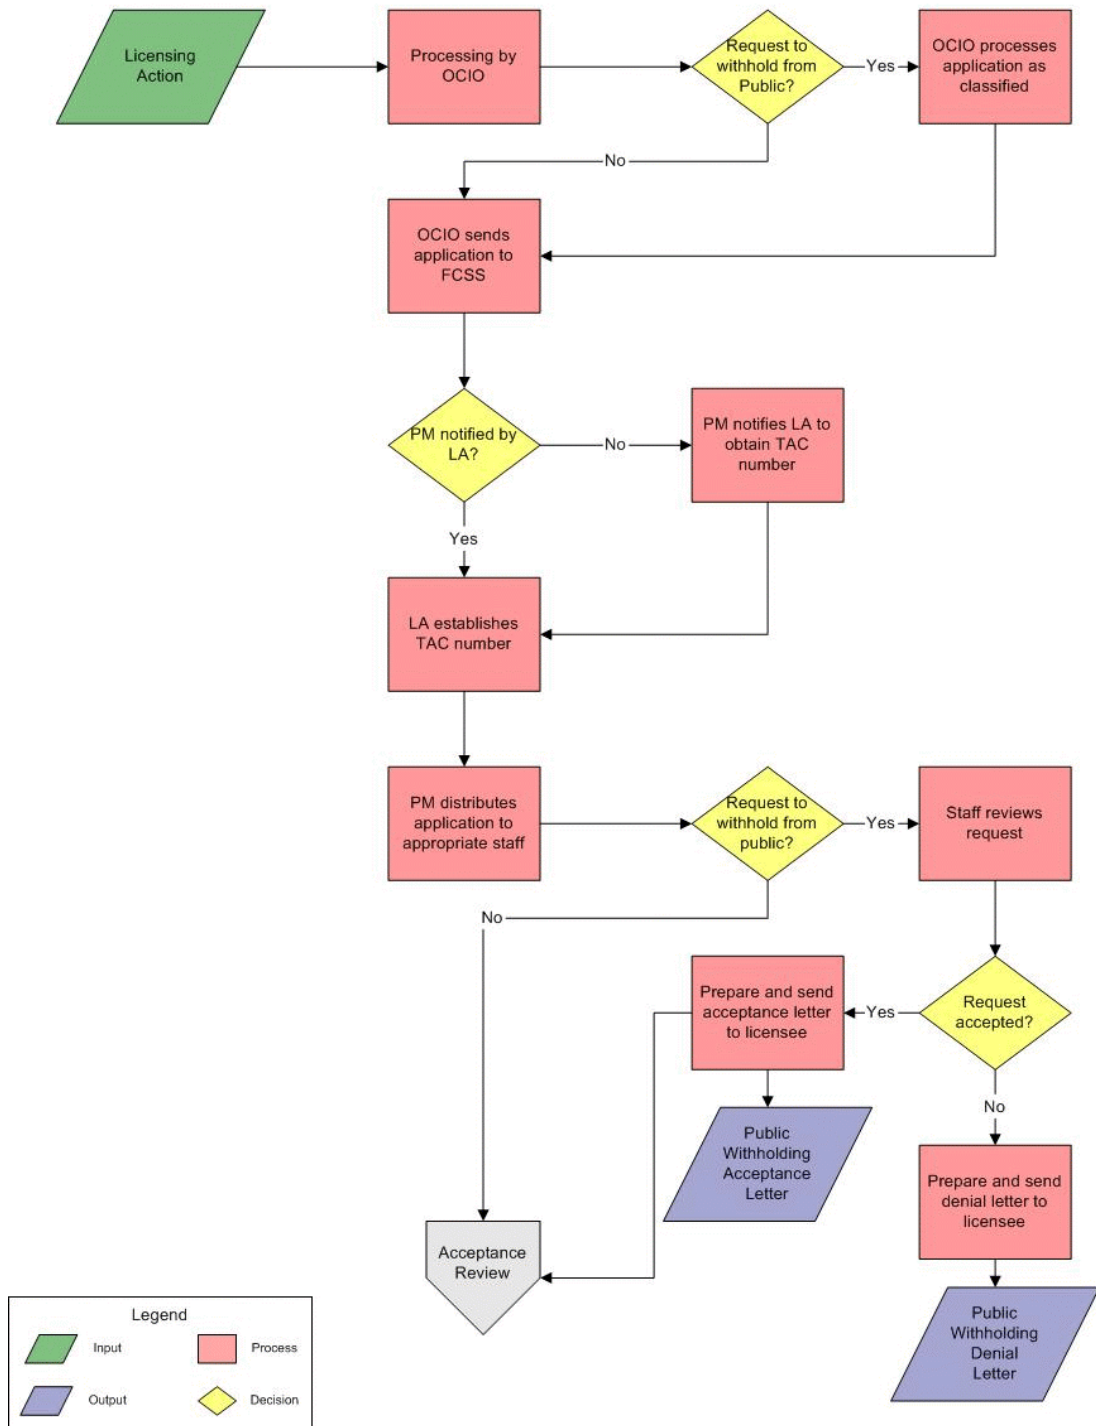 Licensing
Action
Processing by
OCIO
Request to
withhold from
Public?
Yes
OCIO processes
application as
classified
No
OCIO sends
application to
FCSS
PM notified by
LA?
No
PM notifies LA to
obtain TAC
number
Yes
LA establishes
TAC number
PM distributes
application to
appropriate staff
Request to
withhold from
public?
Yes
Staff reviews
request
No
Prepare and send
acceptance letter
to licensee
Yes
Request
accepted?
No
Public
Withholding
Acceptance
Letter
Prepare and send
denial letter to
licensee
Acceptance
Review
Public
Withholding
Denial
Letter
Legend
Input
Process
Output
Decision